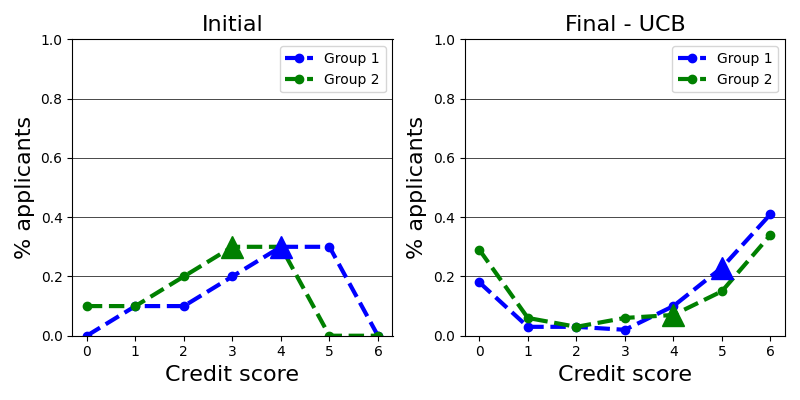 Initial
Final - UCB
% applicants
1.0
0.8
0.6
0.4
0.2
0.0
Group 1
Group 2
0 1 2 3 4 5 6
Credit score
% applicants
1.0
0.8
0.6
0.4
0.2
0.0
Group 1
Group 2
0 1 2 3 4 5 6
Credit score